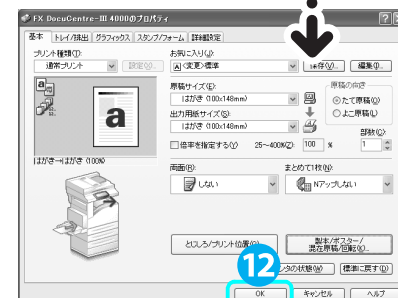 FX DocuCentre-III 4000のプロパティ
基本 トレイ/排出 グラフィックス スタンプ/フォーム 詳細設定
プリント種類(T):
通常プリント
設定(Q)...
お気に入り(J):
<変更>標準
保存(V)...
編集(J)...
原稿サイズ(E):
はがき (100x148mm)
出力用紙サイズ(S):
はがき (100x148mm)
原稿の向き
たて原稿(Q)
よこ原稿(L)
倍率を指定する(Y) 25~400%(Z): 100 %
部数(C):
1
はがき→はがき (100%)
両面(R):
しない
まとめて1枚(N):
Nアップしない
とじしろ/プリント位置
製本/ポスター/
混在原稿/回転(X)...
12
タの状態(W)
標準に戻す(D)
OK
キャンセル
ヘルプ